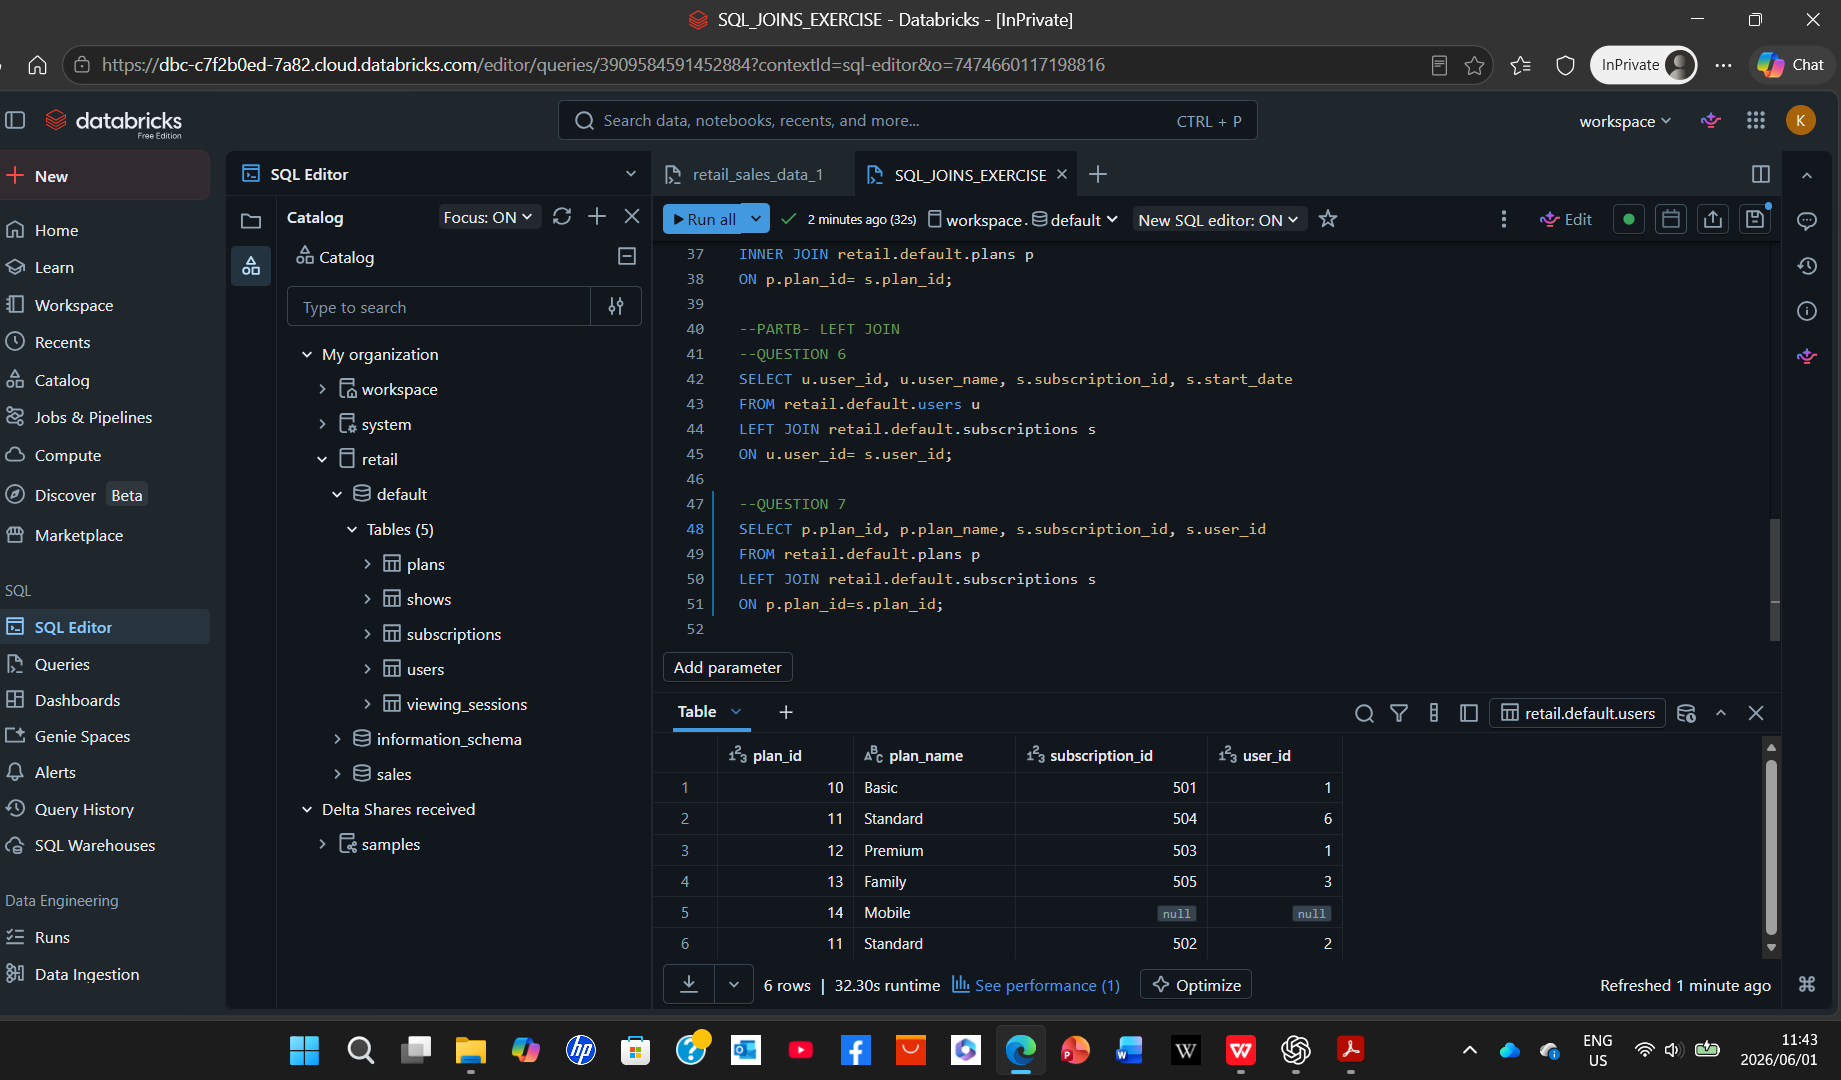 SQL_JOINS_EXERCISE - Databricks - [InPrivate]
https://dbc-c7f2b0ed-7a82.cloud.databricks.com/editor/queries/3909584591452884?contextId=sql-editor&o=7474660117198816
InPrivate
Chat
databricks
Free Edition
Search data, notebooks, recents, and more...
CTRL + P
workspace
K
New
Home
Learn
Workspace
Recents
Catalog
Jobs & Pipelines
Compute
Discover Beta
Marketplace
SQL
SQL Editor
Queries
Dashboards
Genie Spaces
Alerts
Query History
SQL Warehouses
Data Engineering
Runs
Data Ingestion
SQL Editor
Catalog
Focus: ON
Catalog
Type to search
My organization
workspace
system
retail
default
Tables (5)
plans
shows
subscriptions
users
viewing_sessions
information_schema
sales
Delta Shares received
samples
retail_sales_data_1
SQL_JOINS_EXERCISE
Run all
2 minutes ago (32s)
workspace. default
New SQL editor: ON
Edit
37 INNER JOIN retail.default.plans p
38 ON p.plan_id= s.plan_id;
39
40 --PARTB- LEFT JOIN
41 --QUESTION 6
42 SELECT u.user_id, u.user_name, s.subscription_id, s.start_date
43 FROM retail.default.users u
44 LEFT JOIN retail.default.subscriptions s
45 ON u.user_id= s.user_id;
46
47 --QUESTION 7
48 SELECT p.plan_id, p.plan_name, s.subscription_id, s.user_id
49 FROM retail.default.plans p
50 LEFT JOIN retail.default.subscriptions s
51 ON p.plan_id=s.plan_id;
52
Add parameter
Table
retail.default.users
plan_id plan_name subscription_id user_id
1 10 Basic 501 1
2 11 Standard 504 6
3 12 Premium 503 1
4 13 Family 505 3
5 14 Mobile null null
6 11 Standard 502 2
6 rows | 32.30s runtime
See performance (1)
Optimize
Refreshed 1 minute ago
ENG
US
11:43
2026/06/01